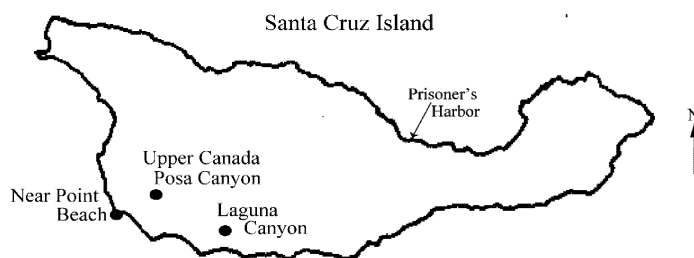 Santa Cruz Island
Prisoner's
Harbor
N
Upper Canada
Posa Canyon
Near Point
Beach
Laguna
Canyon